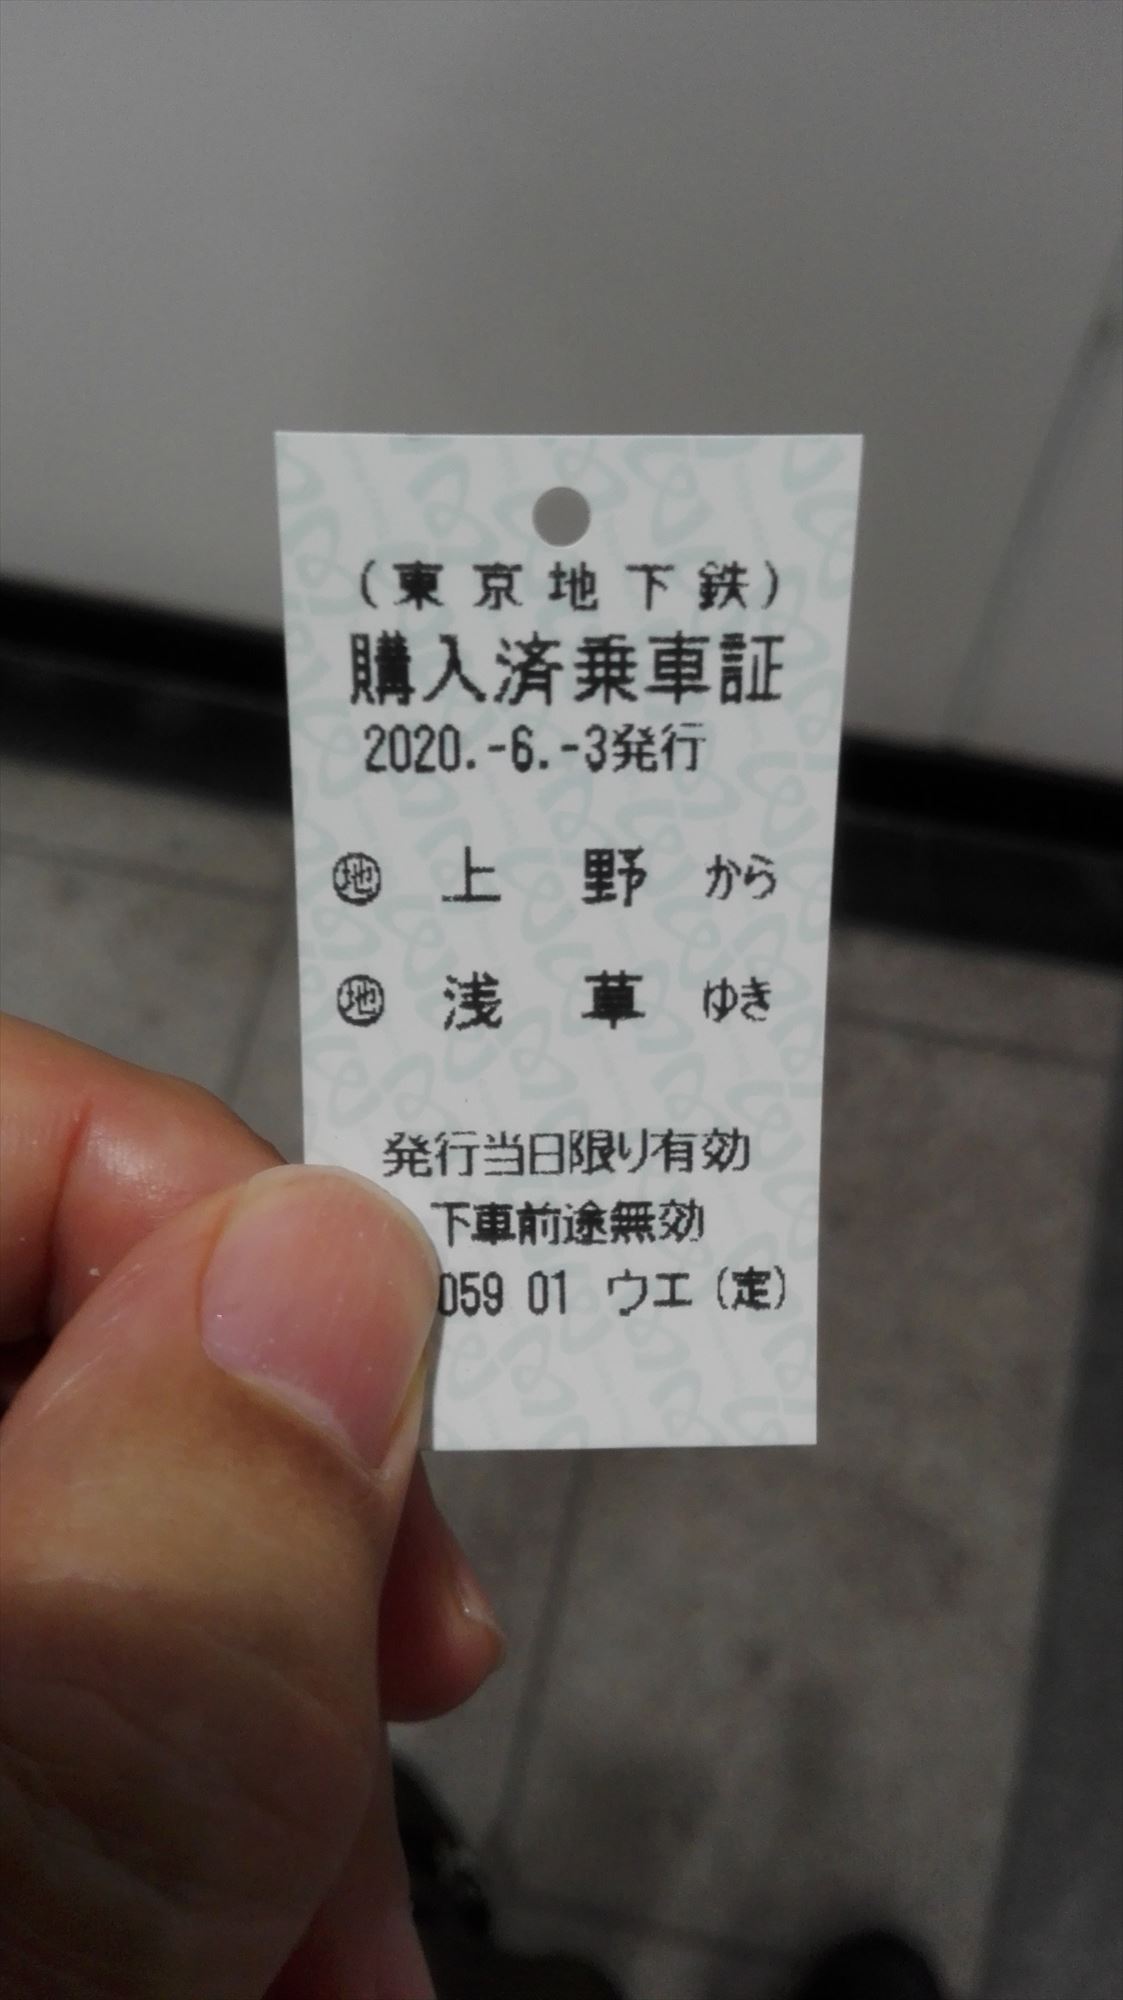 (東京地下鉄)
購入済乗車証
2020.-6.-3発行
㊞地 上野から
㊞地 浅草ゆき
発行当日限り有効
下車前途無効
059 01 ウエ(定)